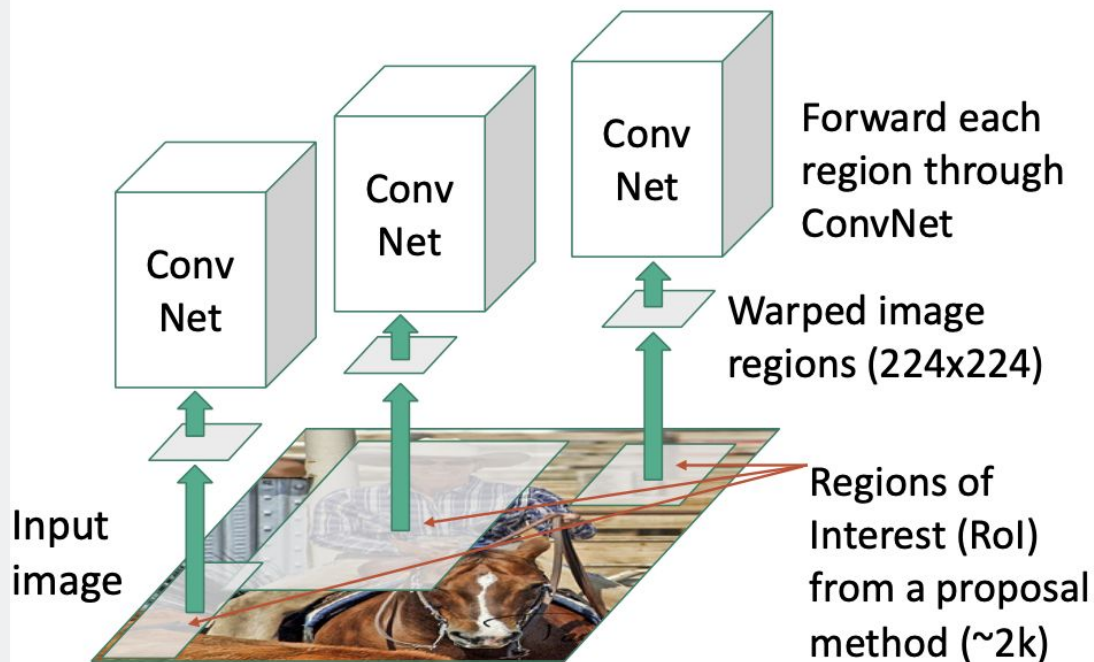 Conv
Net
Conv
Net
Conv
Net
Forward each
region through
ConvNet
Warped image
regions (224x224)
Input
image
Regions of
Interest (RoI)
from a proposal
method (~2k)